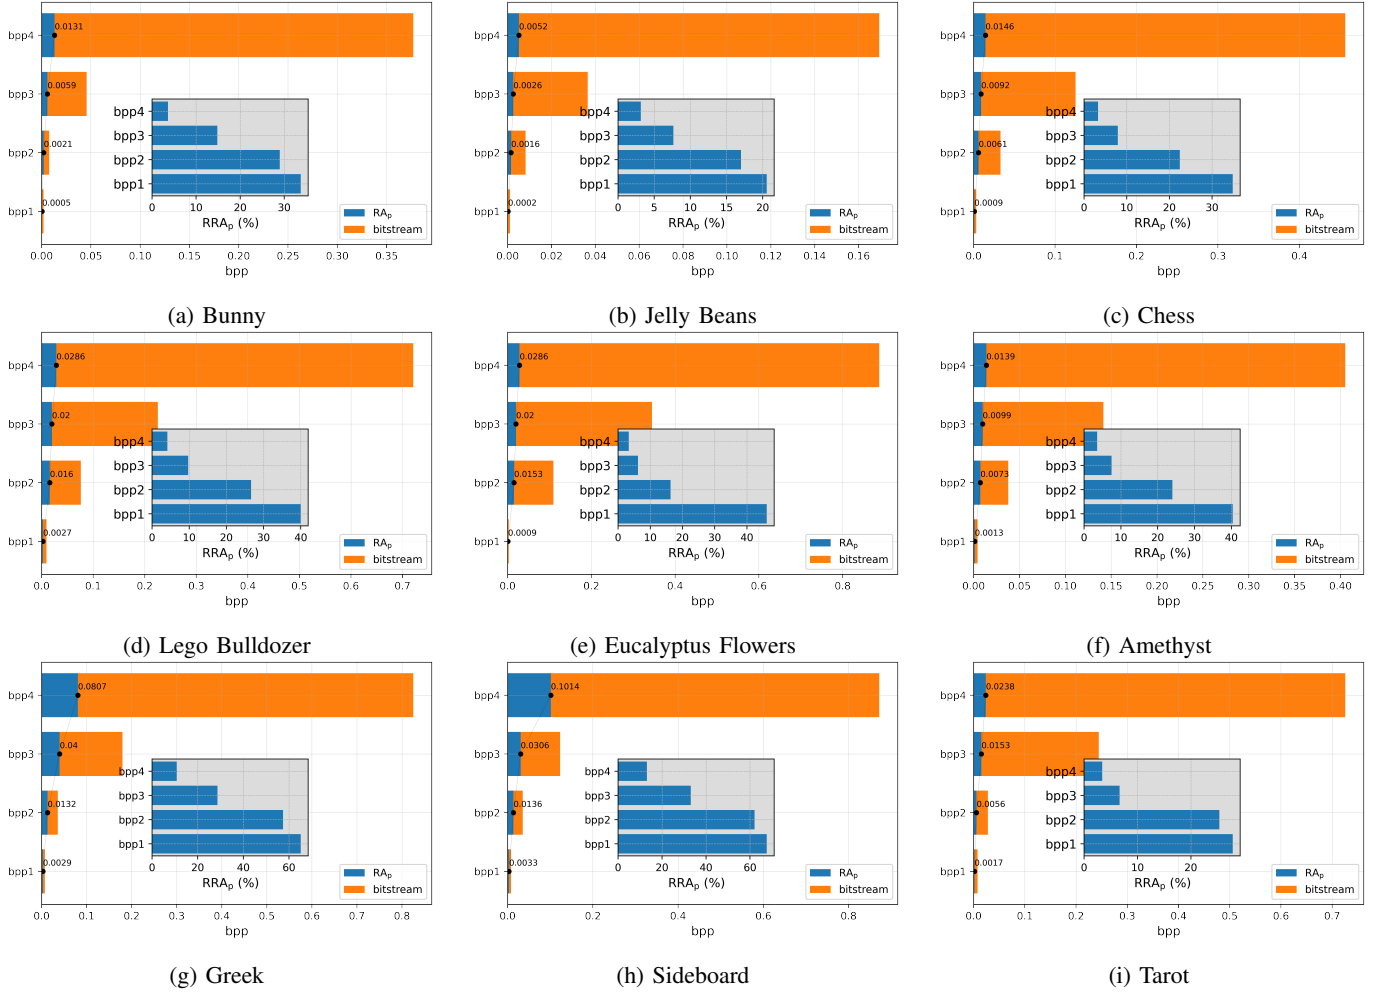 bpp4
0.0131
bpp3
0.0059
bpp2
0.0021
bpp1
0.0005
bpp4
bpp3
bpp2
bpp1
0 10 20 30
RRAp (%)
RAp
bitstream
0.00 0.05 0.10 0.15 0.20 0.25 0.30 0.35
bpp
(a) Bunny
bpp4
0.0052
bpp3
0.0026
bpp2
0.0016
bpp1
0.0002
bpp4
bpp3
bpp2
bpp1
0 5 10 15 20
RRAp (%)
RAp
bitstream
0.00 0.02 0.04 0.06 0.08 0.10 0.12 0.14 0.16
bpp
(b) Jelly Beans
bpp4
0.0146
bpp3
0.0092
bpp2
0.0061
bpp1
0.0009
bpp4
bpp3
bpp2
bpp1
0 10 20 30
RRAp (%)
RAp
bitstream
0.0 0.1 0.2 0.3 0.4
bpp
(c) Chess
bpp4
0.0286
bpp3
0.02
bpp2
0.016
bpp1
0.0027
bpp4
bpp3
bpp2
bpp1
0 10 20 30 40
RRAp (%)
RAp
bitstream
0.0 0.1 0.2 0.3 0.4 0.5 0.6 0.7
bpp
(d) Lego Bulldozer
bpp4
0.0286
bpp3
0.02
bpp2
0.0153
bpp1
0.0009
bpp4
bpp3
bpp2
bpp1
0 10 20 30 40
RRAp (%)
RAp
bitstream
0.0 0.2 0.4 0.6 0.8
bpp
(e) Eucalyptus Flowers
bpp4
0.0139
bpp3
0.0099
bpp2
0.0073
bpp1
0.0013
bpp4
bpp3
bpp2
bpp1
0 10 20 30 40
RRAp (%)
RAp
bitstream
0.00 0.05 0.10 0.15 0.20 0.25 0.30 0.35 0.40
bpp
(f) Amethyst
bpp4
0.0807
bpp3
0.04
bpp2
0.0132
bpp1
0.0029
bpp4
bpp3
bpp2
bpp1
0 20 40 60
RRAp (%)
RAp
bitstream
0.0 0.1 0.2 0.3 0.4 0.5 0.6 0.7 0.8
bpp
(g) Greek
bpp4
0.1014
bpp3
0.0306
bpp2
0.0136
bpp1
0.0033
bpp4
bpp3
bpp2
bpp1
0 20 40 60
RRAp (%)
RAp
bitstream
0.0 0.2 0.4 0.6 0.8
bpp
(h) Sideboard
bpp4
0.0238
bpp3
0.0153
bpp2
0.0056
bpp1
0.0017
bpp4
bpp3
bpp2
bpp1
0 10 20
RRAp (%)
RAp
bitstream
0.0 0.1 0.2 0.3 0.4 0.5 0.6 0.7
bpp
(i) Tarot